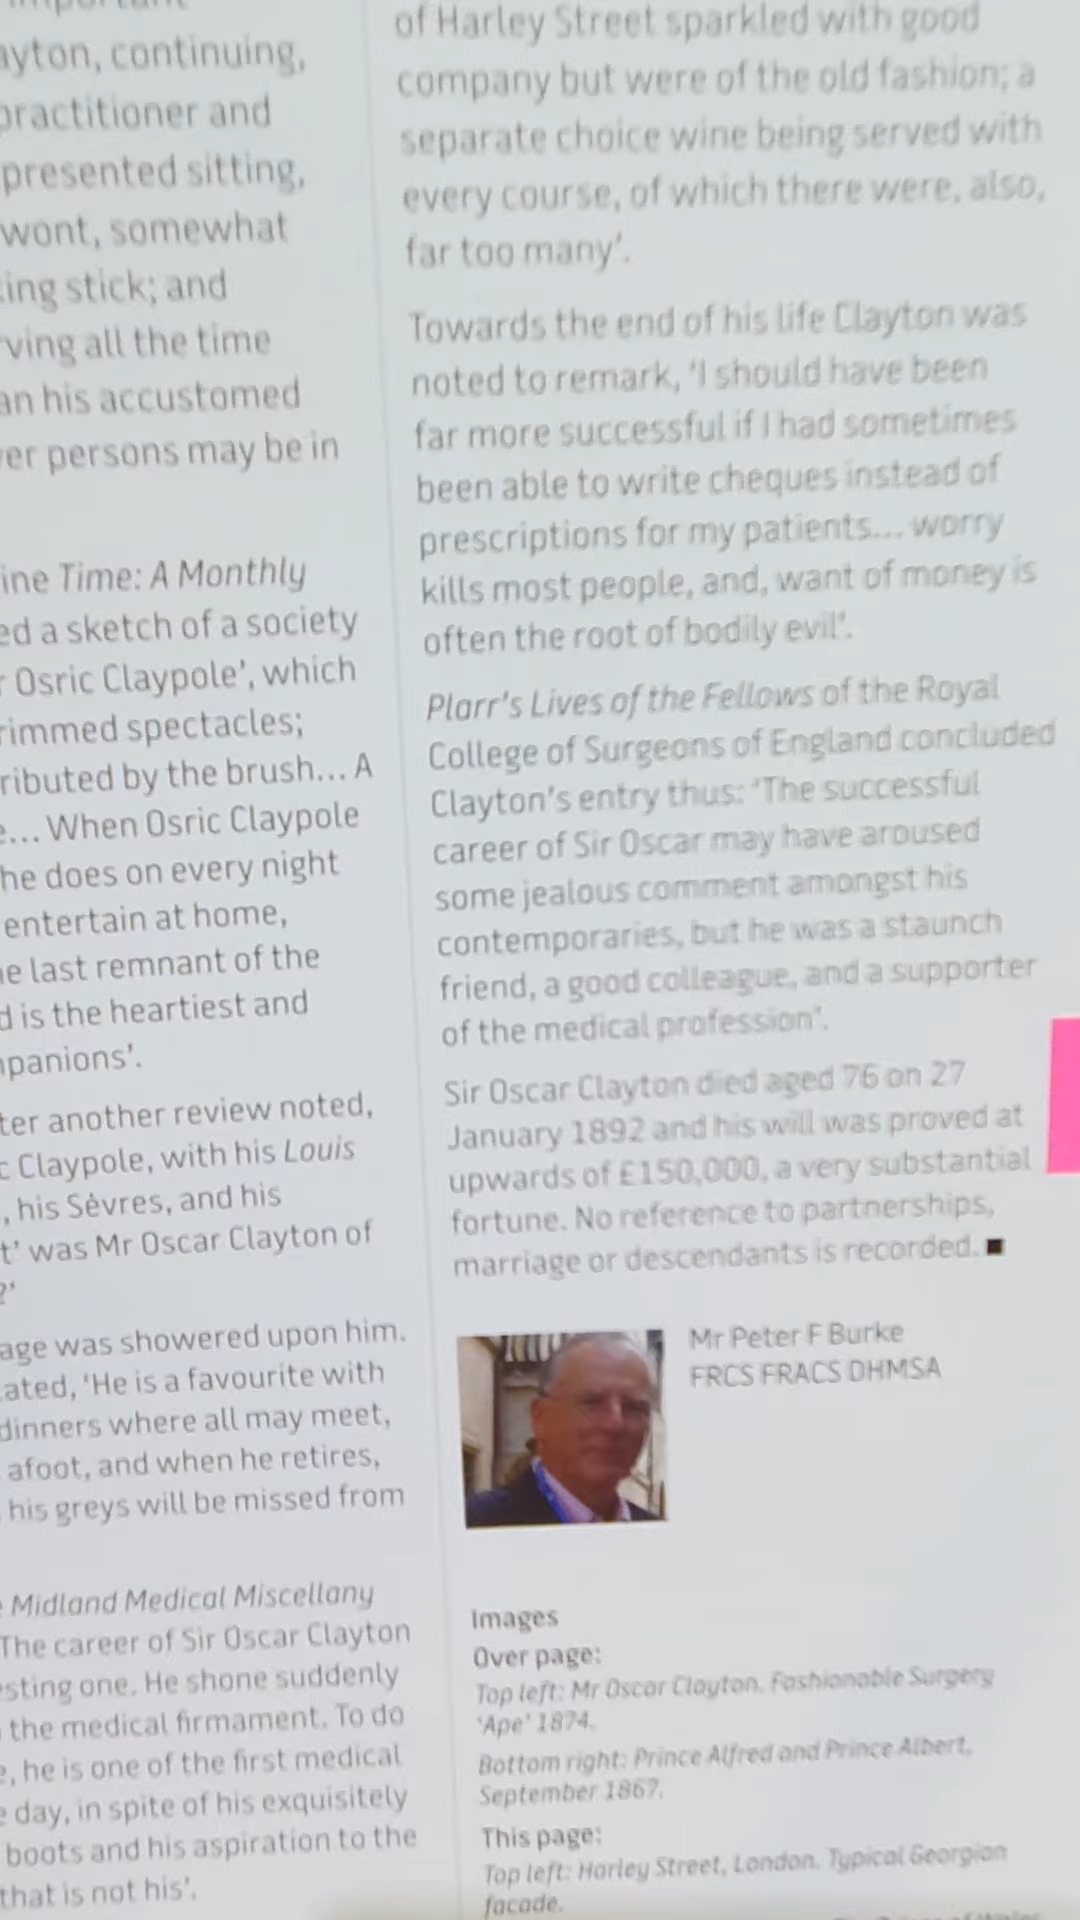 ayton, continuing,
practitioner and
presented sitting,
wont, somewhat
ing stick; and
ving all the time
an his accustomed
er persons may be in
ine Time: A Monthly
ed a sketch of a society
r Osric Claypole', which
rimmed spectacles;
ributed by the brush... A
e... When Osric Claypole
he does on every night
entertain at home,
e last remnant of the
d is the heartiest and
panions'.
ter another review noted,
c Claypole, with his Louis
, his Sèvres, and his
t' was Mr Oscar Clayton of
?'
age was showered upon him.
ated, 'He is a favourite with
dinners where all may meet,
afoot, and when he retires,
his greys will be missed from
Midland Medical Miscellany
The career of Sir Oscar Clayton
sting one. He shone suddenly
the medical firmament. To do
e, he is one of the first medical
e day, in spite of his exquisitely
boots and his aspiration to the
that is not his'.
of Harley Street sparkled with good
company but were of the old fashion; a
separate choice wine being served with
every course, of which there were, also,
far too many'.
Towards the end of his life Clayton was
noted to remark, 'I should have been
far more successful if I had sometimes
been able to write cheques instead of
prescriptions for my patients... worry
kills most people, and, want of money is
often the root of bodily evil'.
Plarr's Lives of the Fellows of the Royal
College of Surgeons of England concluded
Clayton's entry thus: 'The successful
career of Sir Oscar may have aroused
some jealous comment amongst his
contemporaries, but he was a staunch
friend, a good colleague, and a supporter
of the medical profession'.
Sir Oscar Clayton died aged 76 on 27
January 1892 and his will was proved at
upwards of £150,000, a very substantial
fortune. No reference to partnerships,
marriage or descendants is recorded. ■
Mr Peter F Burke
FRCS FRACS DHMSA
Images
Over page:
Top left: Mr Oscar Clayton. Fashionable Surgery
'Ape' 1874.
Bottom right: Prince Alfred and Prince Albert,
September 1867.
This page:
Top left: Harley Street, London. Typical Georgian
facade.